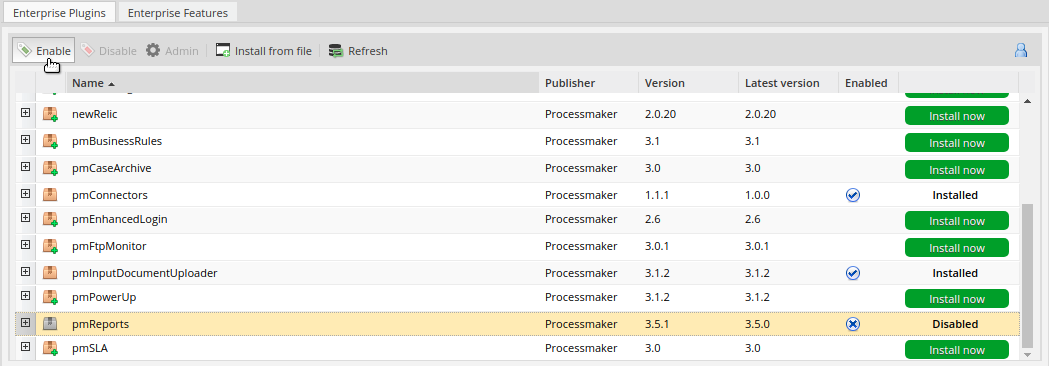 Enterprise Plugins Enterprise Features
Enable Disable Admin Install from file Refresh
Name Publisher Version Latest version Enabled
newRelic Processmaker 2.0.20 2.0.20 Install now
pmBusinessRules Processmaker 3.1 3.1 Install now
pmCaseArchive Processmaker 3.0 3.0 Install now
pmConnectors Processmaker 1.1.1 1.0.0 Installed
pmEnhancedLogin Processmaker 2.6 2.6 Install now
pmFtpMonitor Processmaker 3.0.1 3.0.1 Install now
pmInputDocumentUploader Processmaker 3.1.2 3.1.2 Installed
pmPowerUp Processmaker 3.1.2 3.1.2 Install now
pmReports Processmaker 3.5.1 3.5.0 Disabled
pmSLA Processmaker 3.0 3.0 Install now